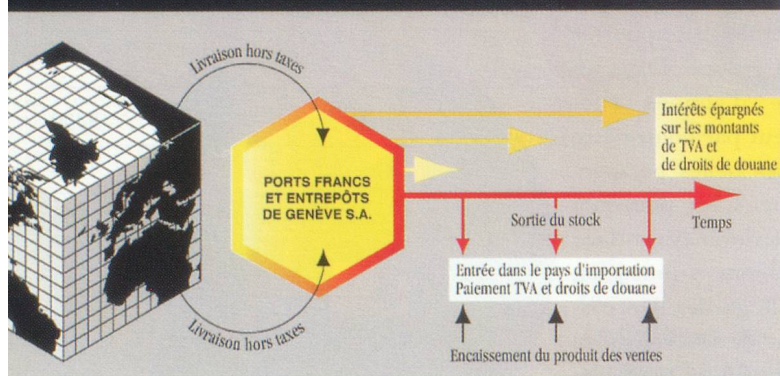 Livraison hors taxes
PORTS FRANCS
ET ENTREPÔTS
DE GENÈVE S.A.
Livraison hors taxes
Intérêts épargnés
sur les montants
de TVA et
de droits de douane
Sortie du stock
Temps
Entrée dans le pays d'importation
Paiement TVA et droits de douane
Encaissement du produit des ventes